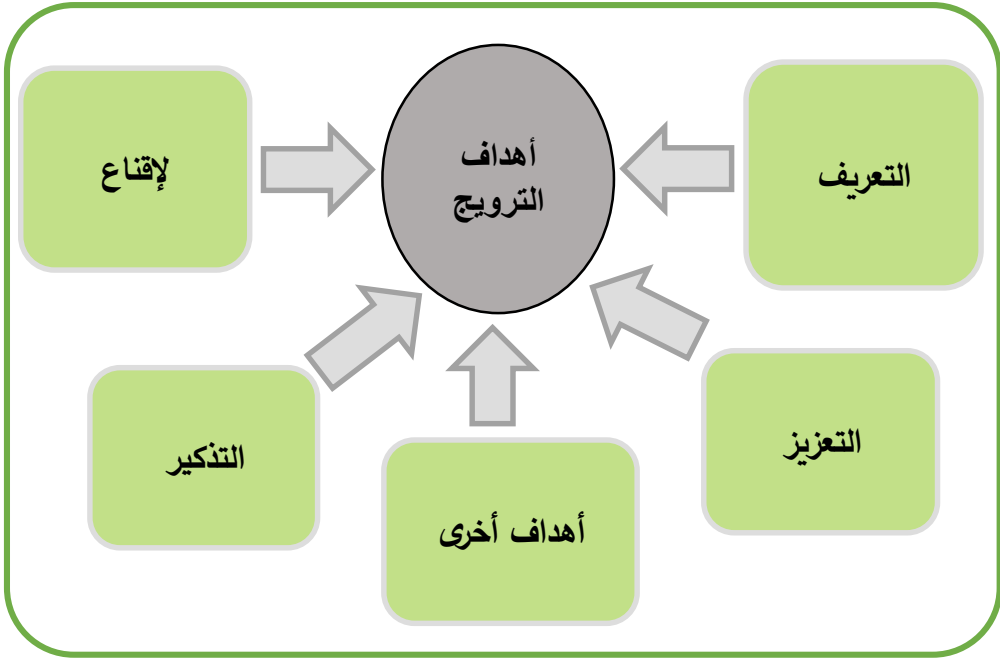 أهداف
الترويج
التعريف
لإقناع
التعزيز
التذكير
أهداف أخرى